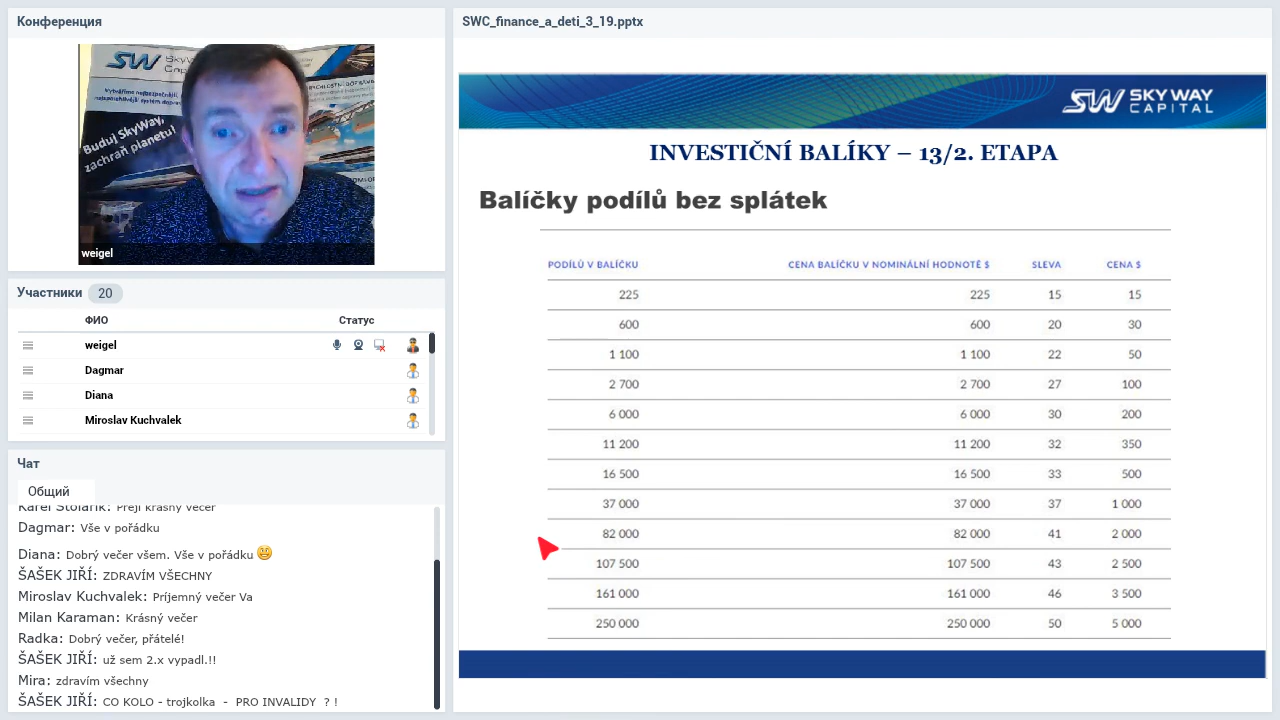 Конференция
SW SKYWAY
Buduj SkyWay,
zachraň planetu!
weigel
Участники 20
ФИО Статус
weigel
Dagmar
Diana
Miroslav Kuchvalek
Чат
Общий
Karel Stolařík: Přeji krásný večer
Dagmar: Vše v pořádku
Diana: Dobrý večer všem. Vše v pořádku
ŠAŠEK JIŘÍ: ZDRAVÍM VŠECHNY
Miroslav Kuchvalek: Príjemný večer Va
Milan Karaman: Krásný večer
Radka: Dobrý večer, přátelé!
ŠAŠEK JIŘÍ: už sem 2.x vypadl.!!
Mira: zdravím všechny
ŠAŠEK JIŘÍ: CO KOLO - trojkolka - PRO INVALIDY ? !
SWC_finance_a_deti_3_19.pptx
SW SKY WAY
CAPITAL
INVESTIČNÍ BALÍKY – 13/2. ETAPA
Balíčky podílů bez splátek
PODÍLŮ V BALÍČKU CENA BALÍČKU V NOMINÁLNÍ HODNOTĚ $ SLEVA CENA $
225 225 15 15
600 600 20 30
1 100 1 100 22 50
2 700 2 700 27 100
6 000 6 000 30 200
11 200 11 200 32 350
16 500 16 500 33 500
37 000 37 000 37 1 000
82 000 82 000 41 2 000
107 500 107 500 43 2 500
161 000 161 000 46 3 500
250 000 250 000 50 5 000